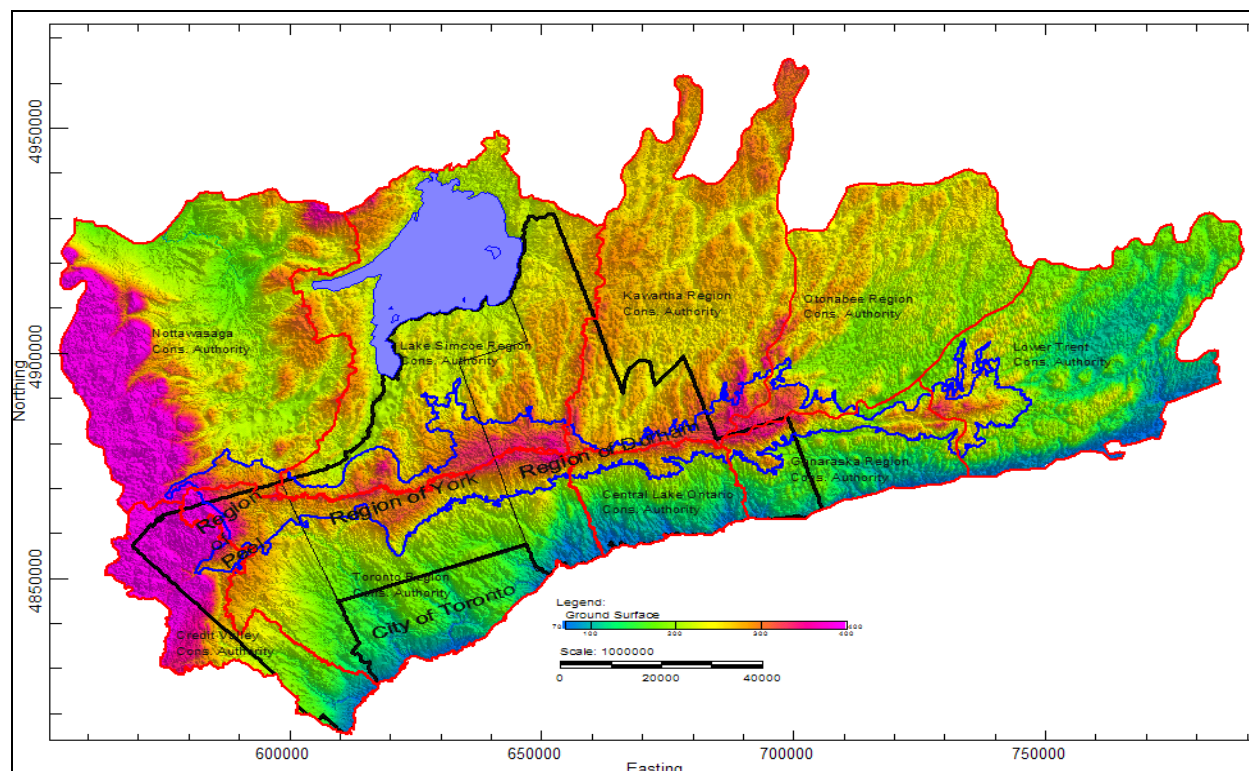 Northing
4950000
4900000
4850000
Nottawasaga
Cons. Authority
Lake Simcoe Region
Cons. Authority
Kawartha Region
Cons. Authority
Otonabee Region
Cons. Authority
Lower Trent
Cons. Authority
Region
of
Peel
Region of York
Region of Durham
Ganaraska Region
Cons. Authority
Central Lake Ontario
Cons. Authority
Toronto Region
Cons. Authority
City of Toronto
Credit Valley
Cons. Authority
Legend:
Ground Surface
70 100 200 300 400
Scale: 1000000
0 20000 40000
600000 650000 700000 750000
Easting